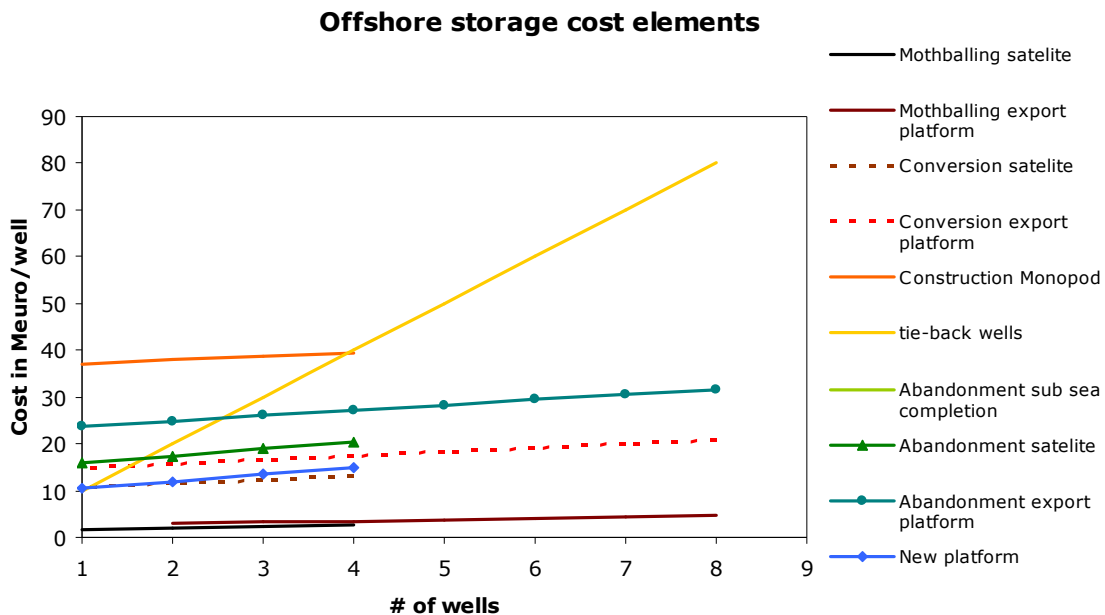 Offshore storage cost elements
Cost in Meuro/well
90
80
70
60
50
40
30
20
10
0
1 2 3 4 5 6 7 8 9
# of wells
Mothballing satelite
Mothballing export
platform
Conversion satelite
Conversion export
platform
Construction Monopod
tie-back wells
Abandonment sub sea
completion
Abandonment satelite
Abandonment export
platform
New platform